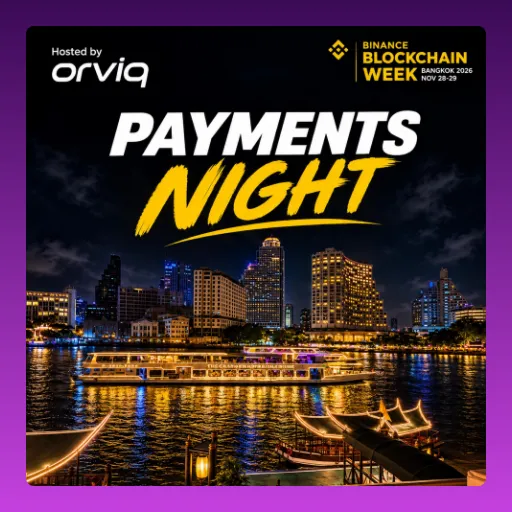 Hosted by
orviq
BINANCE
BLOCKCHAIN
WEEK BANGKOK 2026
NOV 28-29
PAYMENTS
NIGHT